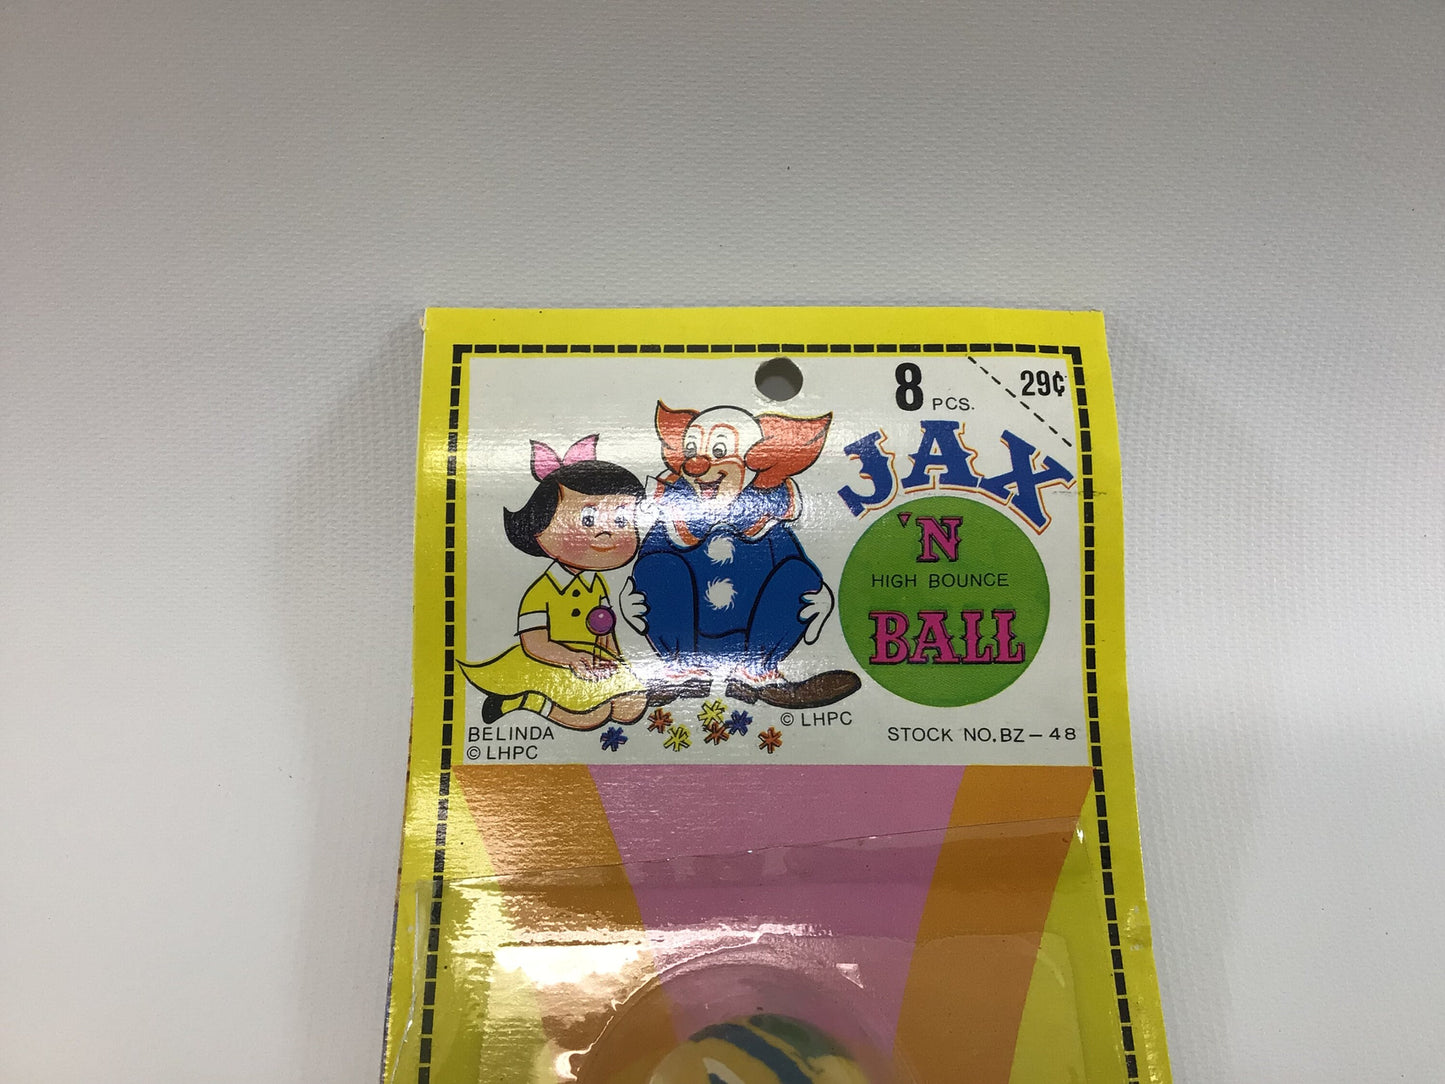 8 PCS.
29¢
JAX
'N
HIGH BOUNCE
BALL
BELINDA
© LHPC
© LHPC
STOCK NO. BZ-48